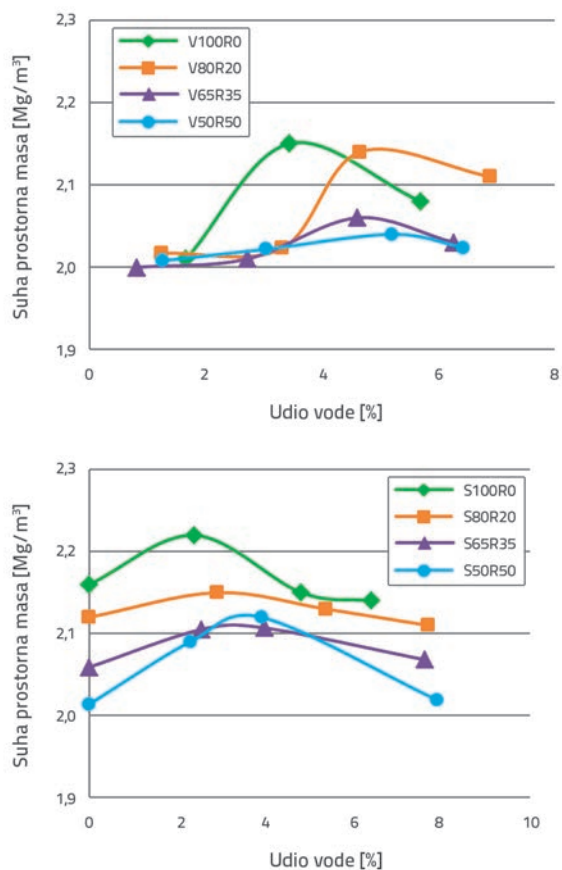 Suha prostorna masa [Mg/m³]
2,3
2,2
2,1
2,0
1,9
V100R0
V80R20
V65R35
V50R50
0 2 4 6 8
Udio vode [%]
Suha prostorna masa [Mg/m³]
2,3
2,2
2,1
2,0
1,9
S100R0
S80R20
S65R35
S50R50
0 2 4 6 8 10
Udio vode [%]